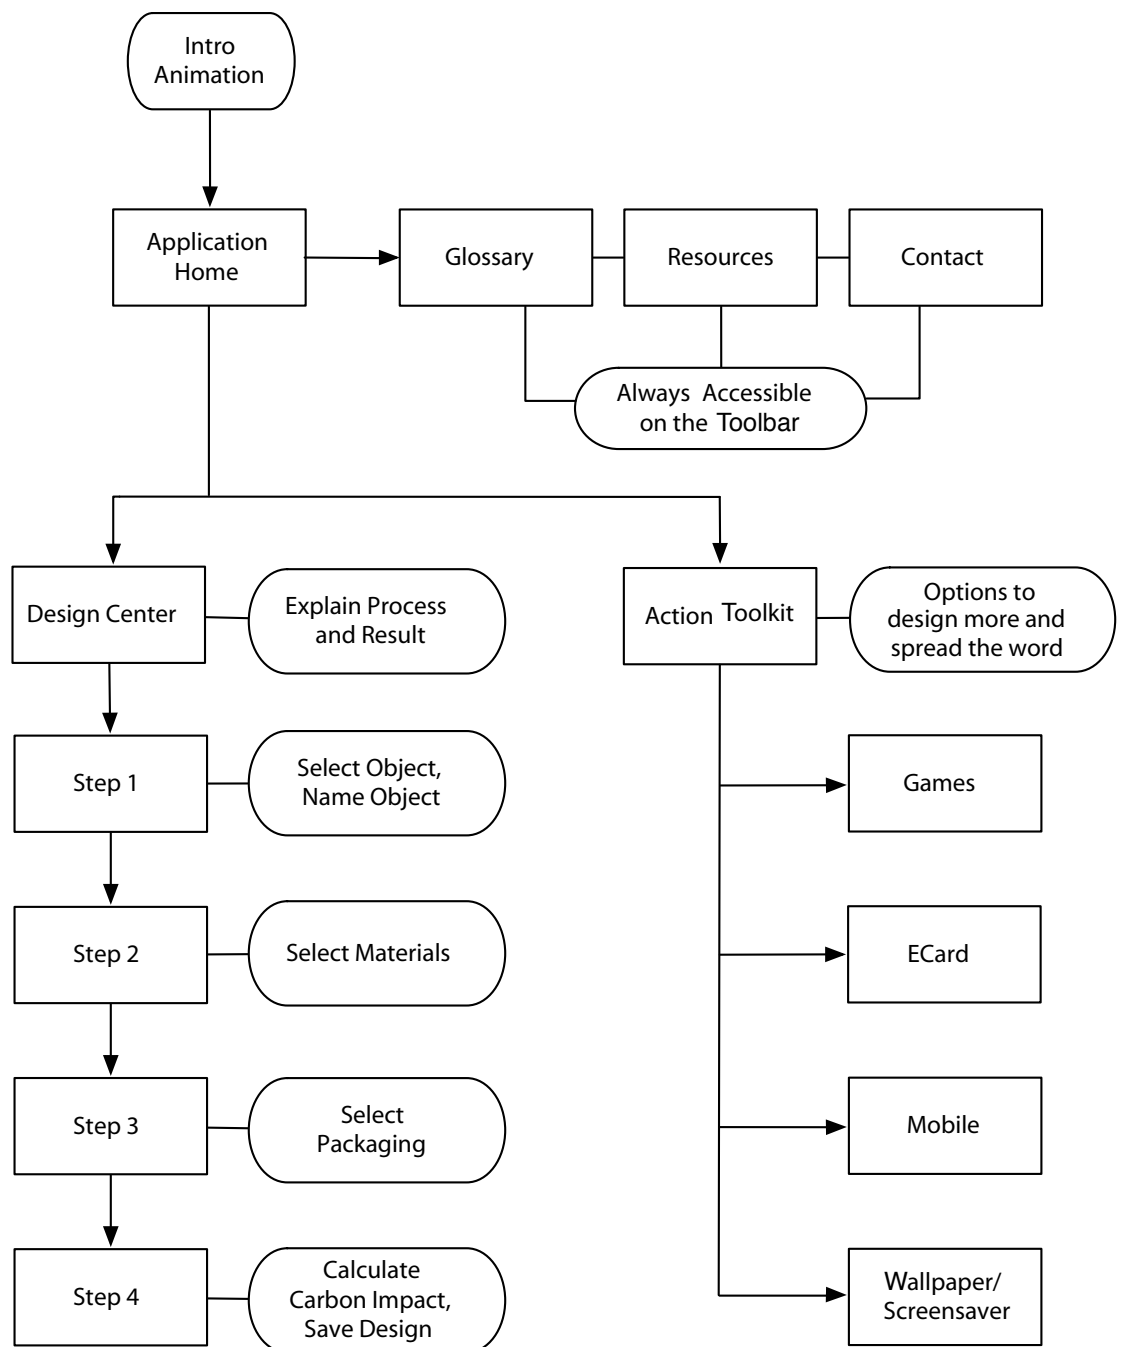 Intro
Animation
Application
Home
Glossary
Resources
Contact
Always Accessible
on the Toolbar
Design Center
Explain Process
and Result
Action Toolkit
Options to
design more and
spread the word
Step 1
Select Object,
Name Object
Games
Step 2
Select Materials
ECard
Step 3
Select
Packaging
Mobile
Step 4
Calculate
Carbon Impact,
Save Design
Wallpaper/
Screensaver